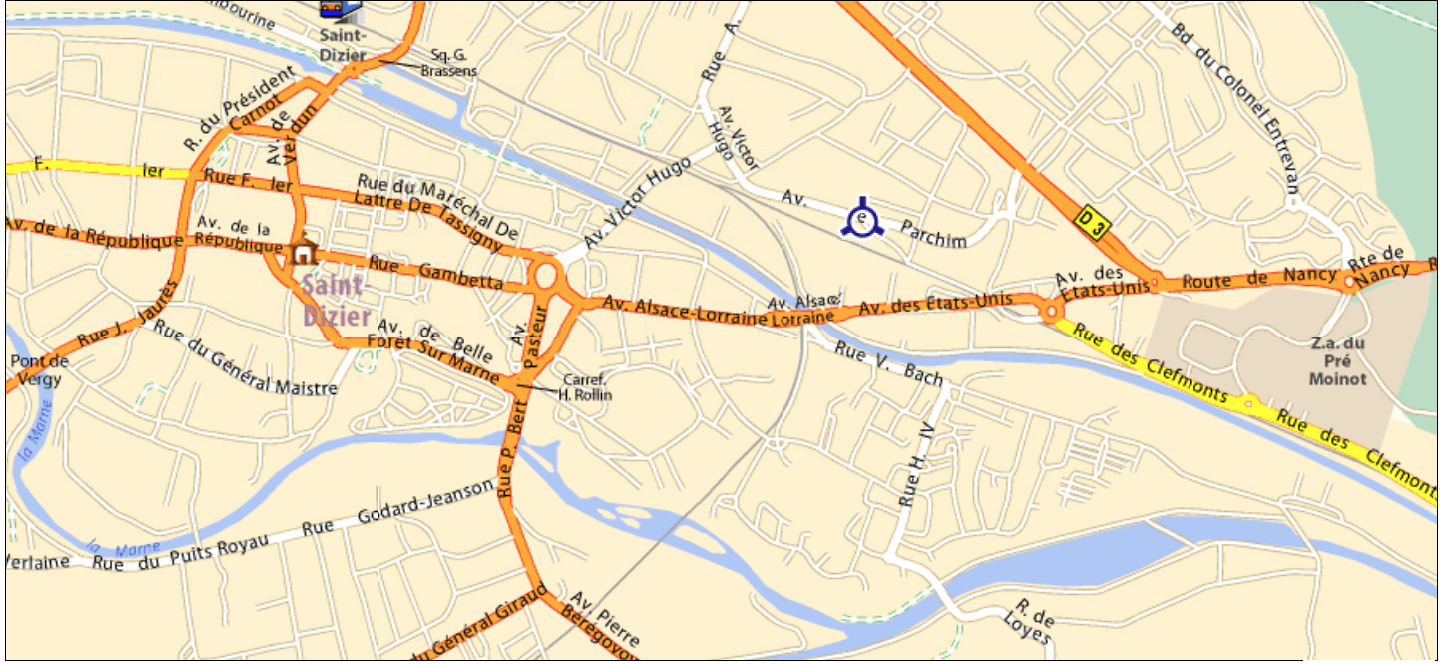 Saint-
Dizier
Sq. G.
Brassens
R. du Président
Carnot
Av. de
Verdun
Rue A.
Av. Victor
Hugo
Bd. du Colonel Entrevan
F. Ier
Rue F. Ier
Rue du Maréchal De
Lattre De Tassigny
Av. Victor Hugo
Av. Parchim
e
D 3
Av. de la République
Av. de la
République
Rue Gambetta
Saint-
Dizier
Av. Alsace-Lorraine
Av. Alsace
Lorraine
Av. des Etats-Unis
Av. des
Etats-Unis
Route de Nancy
Rte de
Nancy
R
Rue J. Jaurès
Rue du Général Maistre
Av. de Belle
Forêt Sur Marne
Av.
Pasteur
Carref.
H. Rollin
Pont de
Vergy
la Marne
Rue V. Bach
Rue des Clefmonts
Rue des Clefmonts
Z.a. du
Pré
Moinot
Rue P. Bert
Rue H. IV
Rue Godard-Jeanson
la Marne
Verlaine
Rue du Puits Royau
du Général Giraud
Av. Pierre
Bérégovoy
R. de
Loyes